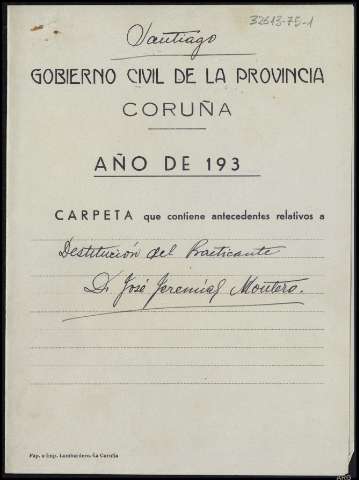 32613-75-1
Santiago
GOBIERNO CIVIL DE LA PROVINCIA
CORUÑA
AÑO DE 193
CARPETA que contiene antecedentes relativos a
Destitución del Practicante
D. José Jeremías Montero.
Pap. e Imp. Lombardero.-La Coruña
ARG